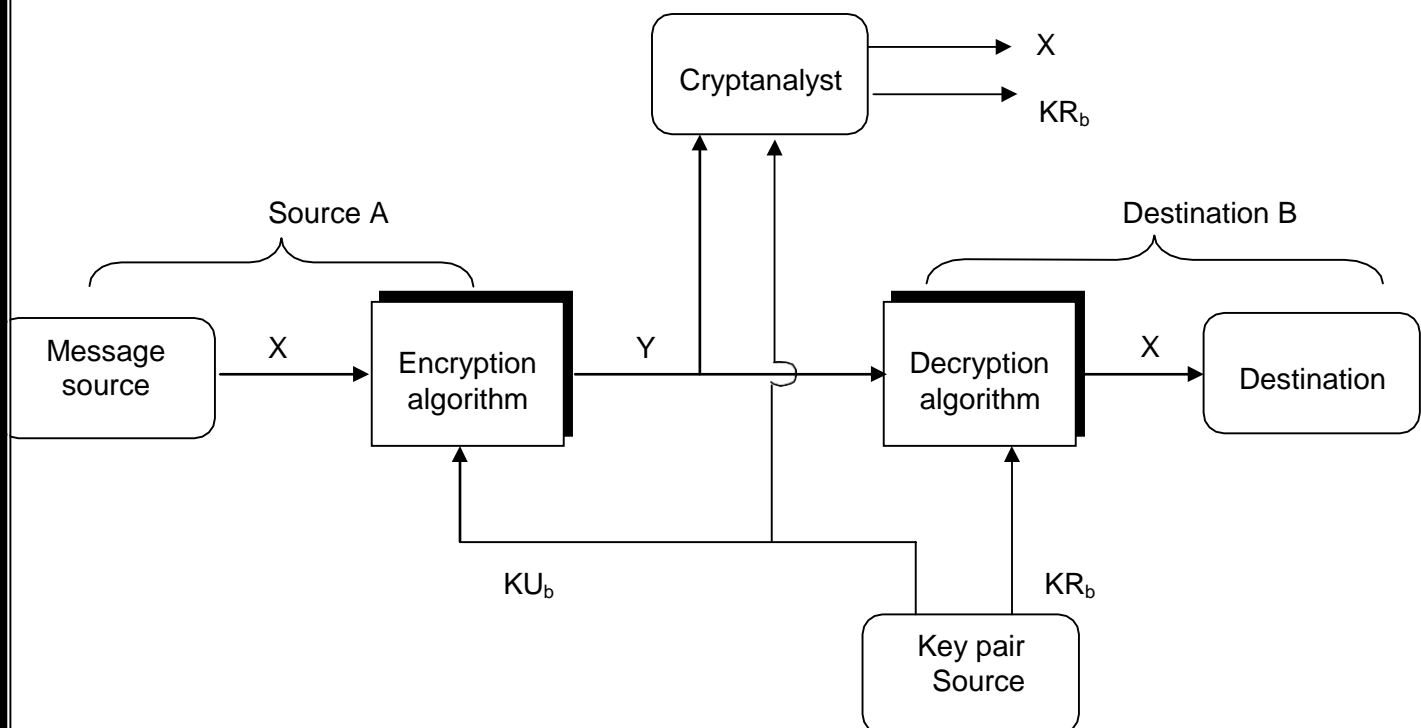 X
Cryptanalyst
KR_b
Source A
Destination B
Message
source
X
Encryption
algorithm
Y
Decryption
algorithm
X
Destination
KU_b
KR_b
Key pair
Source